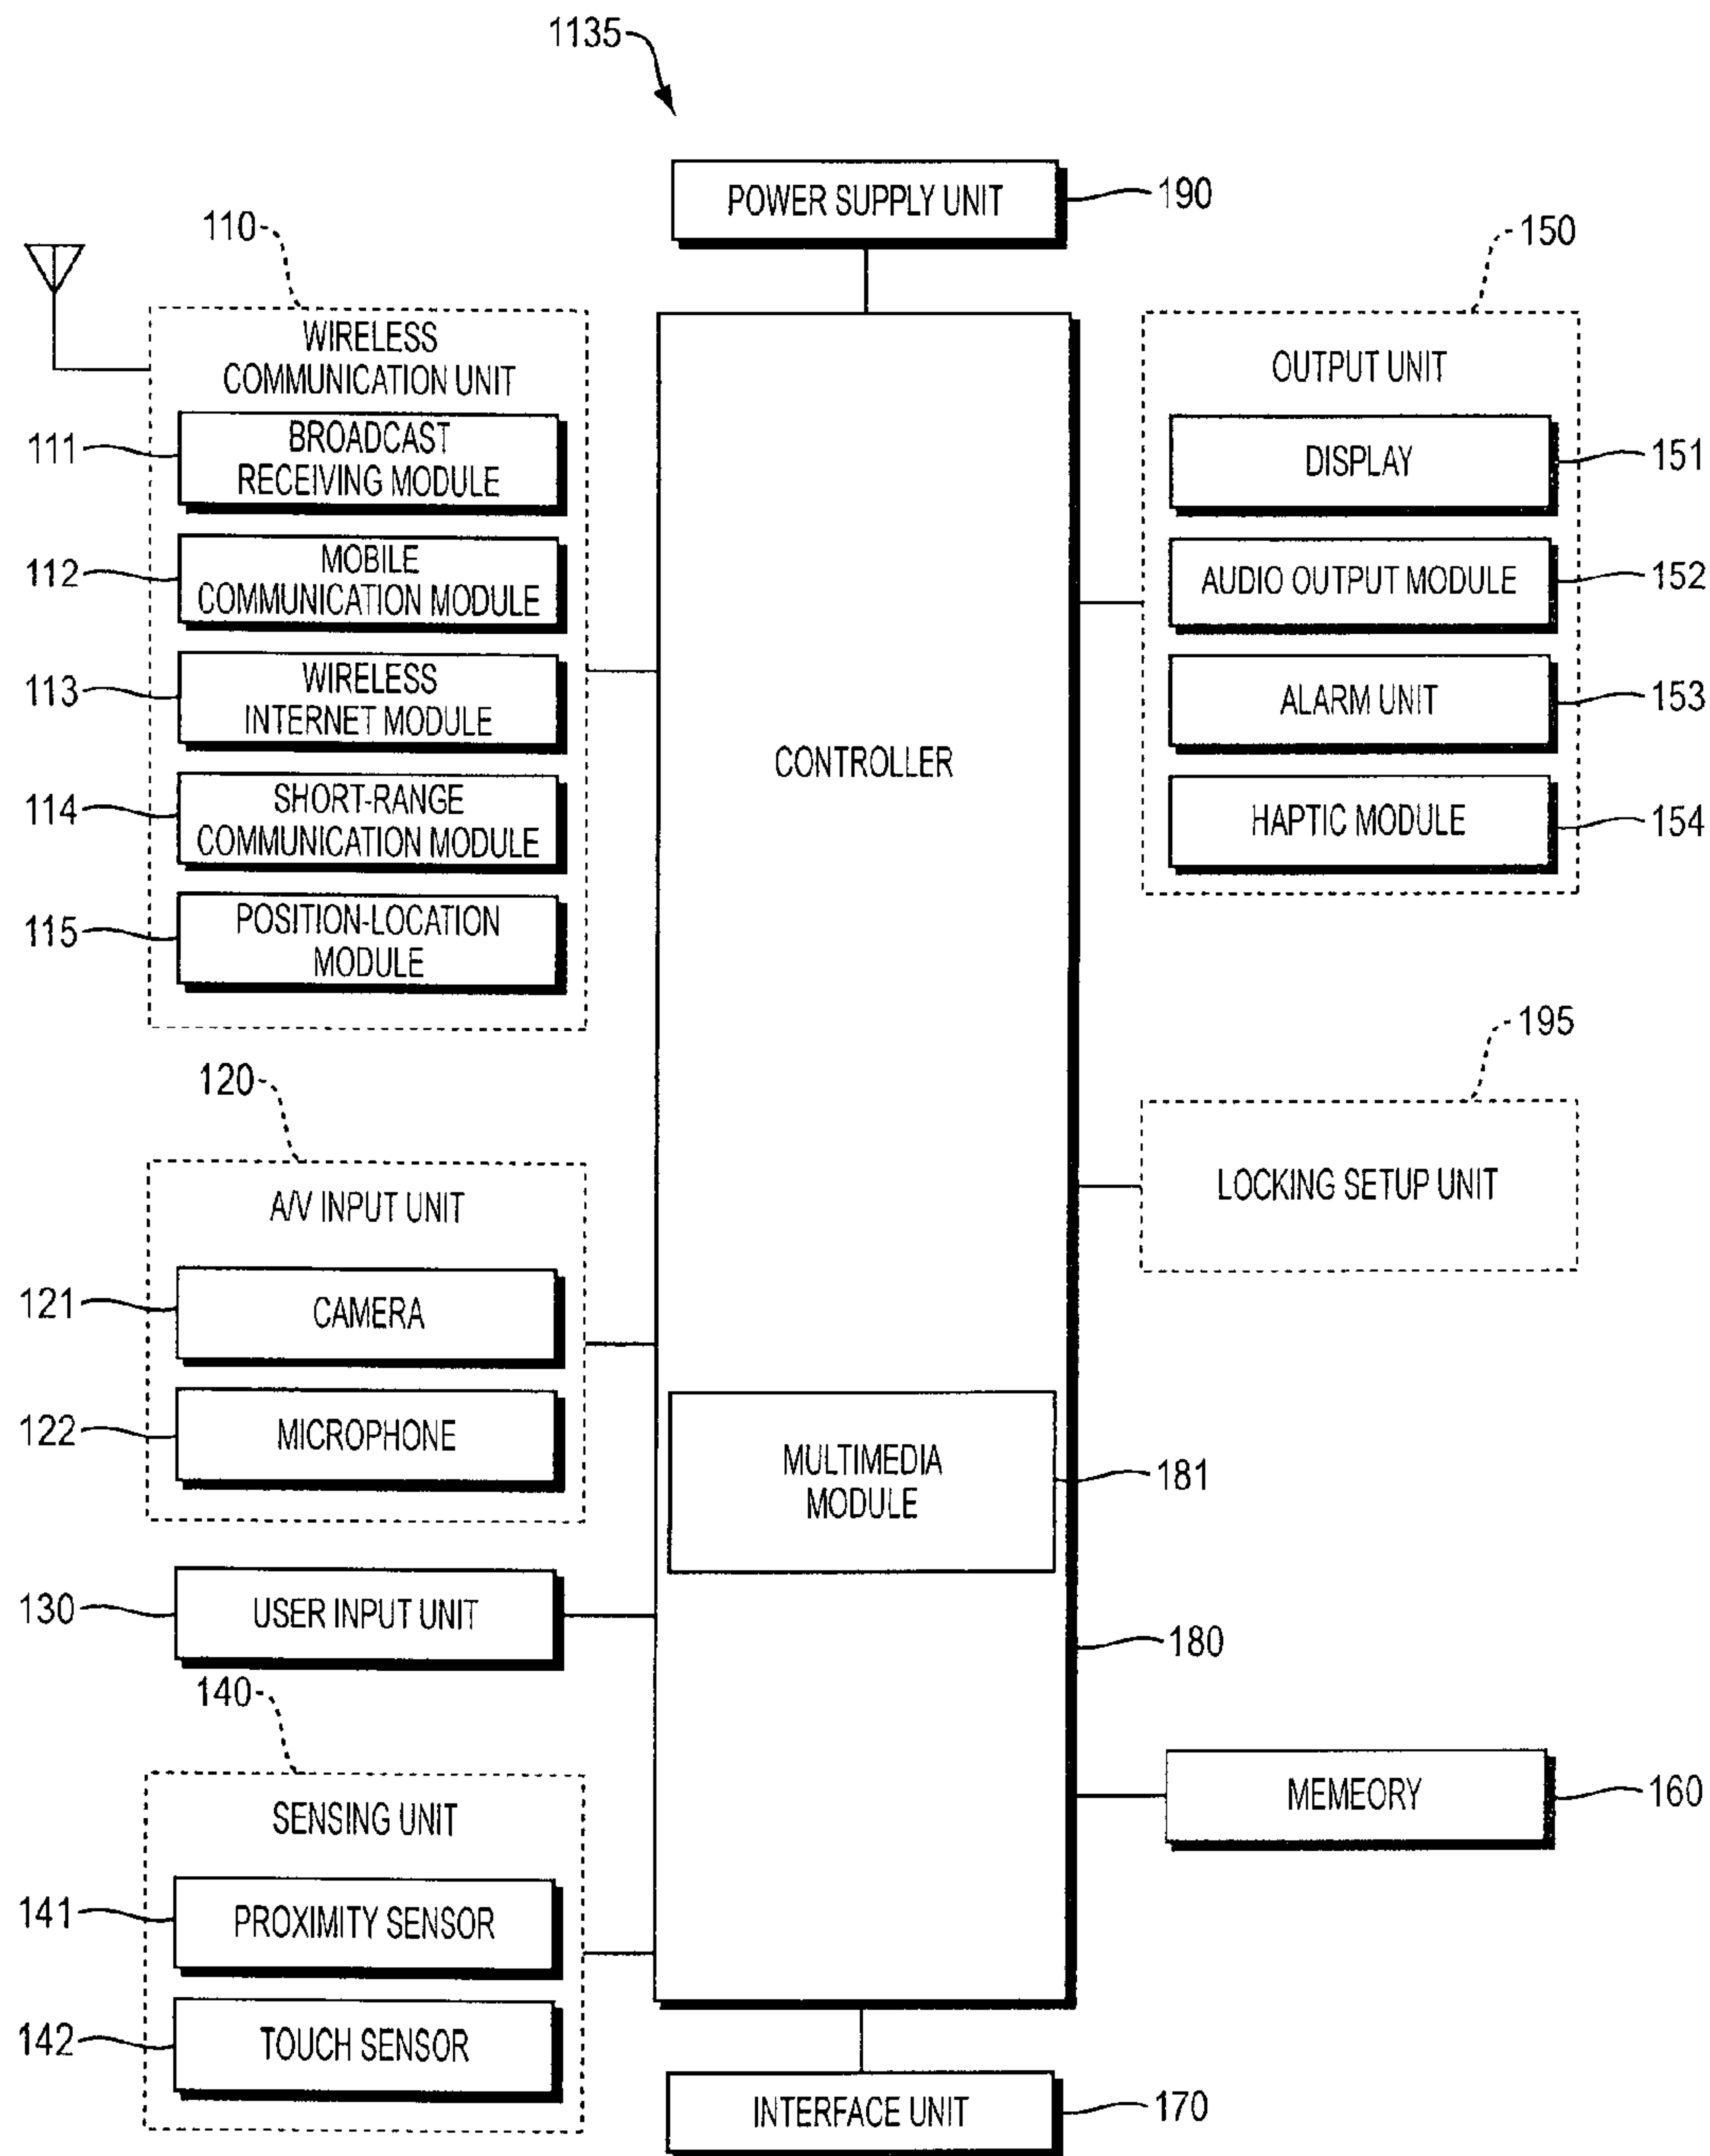 1135
POWER SUPPLY UNIT
190
110
WIRELESS
COMMUNICATION UNIT
111
BROADCAST
RECEIVING MODULE
112
MOBILE
COMMUNICATION MODULE
113
WIRELESS
INTERNET MODULE
114
SHORT-RANGE
COMMUNICATION MODULE
115
POSITION-LOCATION
MODULE
120
A/V INPUT UNIT
121
CAMERA
122
MICROPHONE
130
USER INPUT UNIT
140
SENSING UNIT
141
PROXIMITY SENSOR
142
TOUCH SENSOR
CONTROLLER
MULTIMEDIA
MODULE
181
180
INTERFACE UNIT
170
150
OUTPUT UNIT
DISPLAY
151
AUDIO OUTPUT MODULE
152
ALARM UNIT
153
HAPTIC MODULE
154
195
LOCKING SETUP UNIT
MEMEORY
160